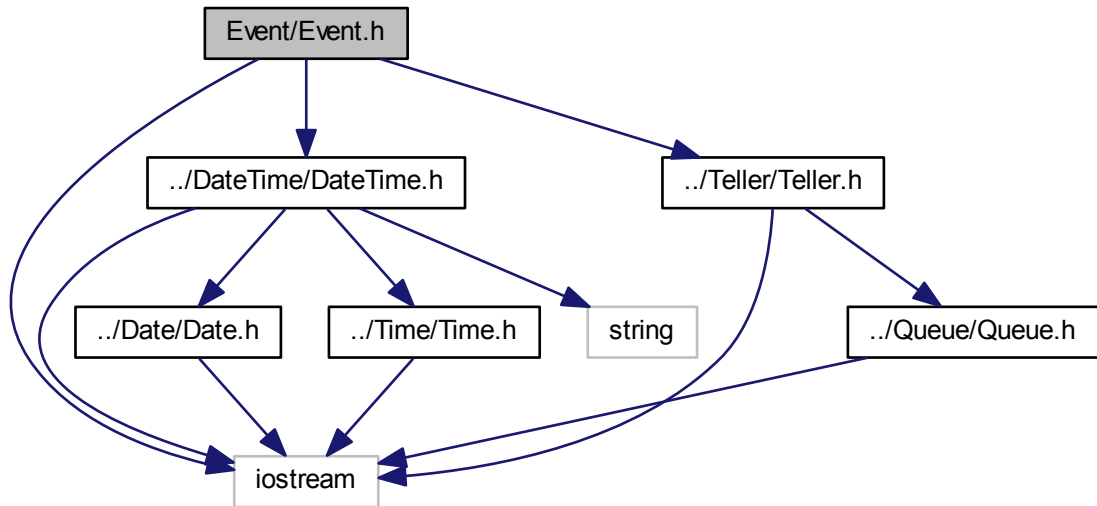 Event/Event.h
../DateTime/DateTime.h
../Teller/Teller.h
../Date/Date.h
../Time/Time.h
string
../Queue/Queue.h
iostream